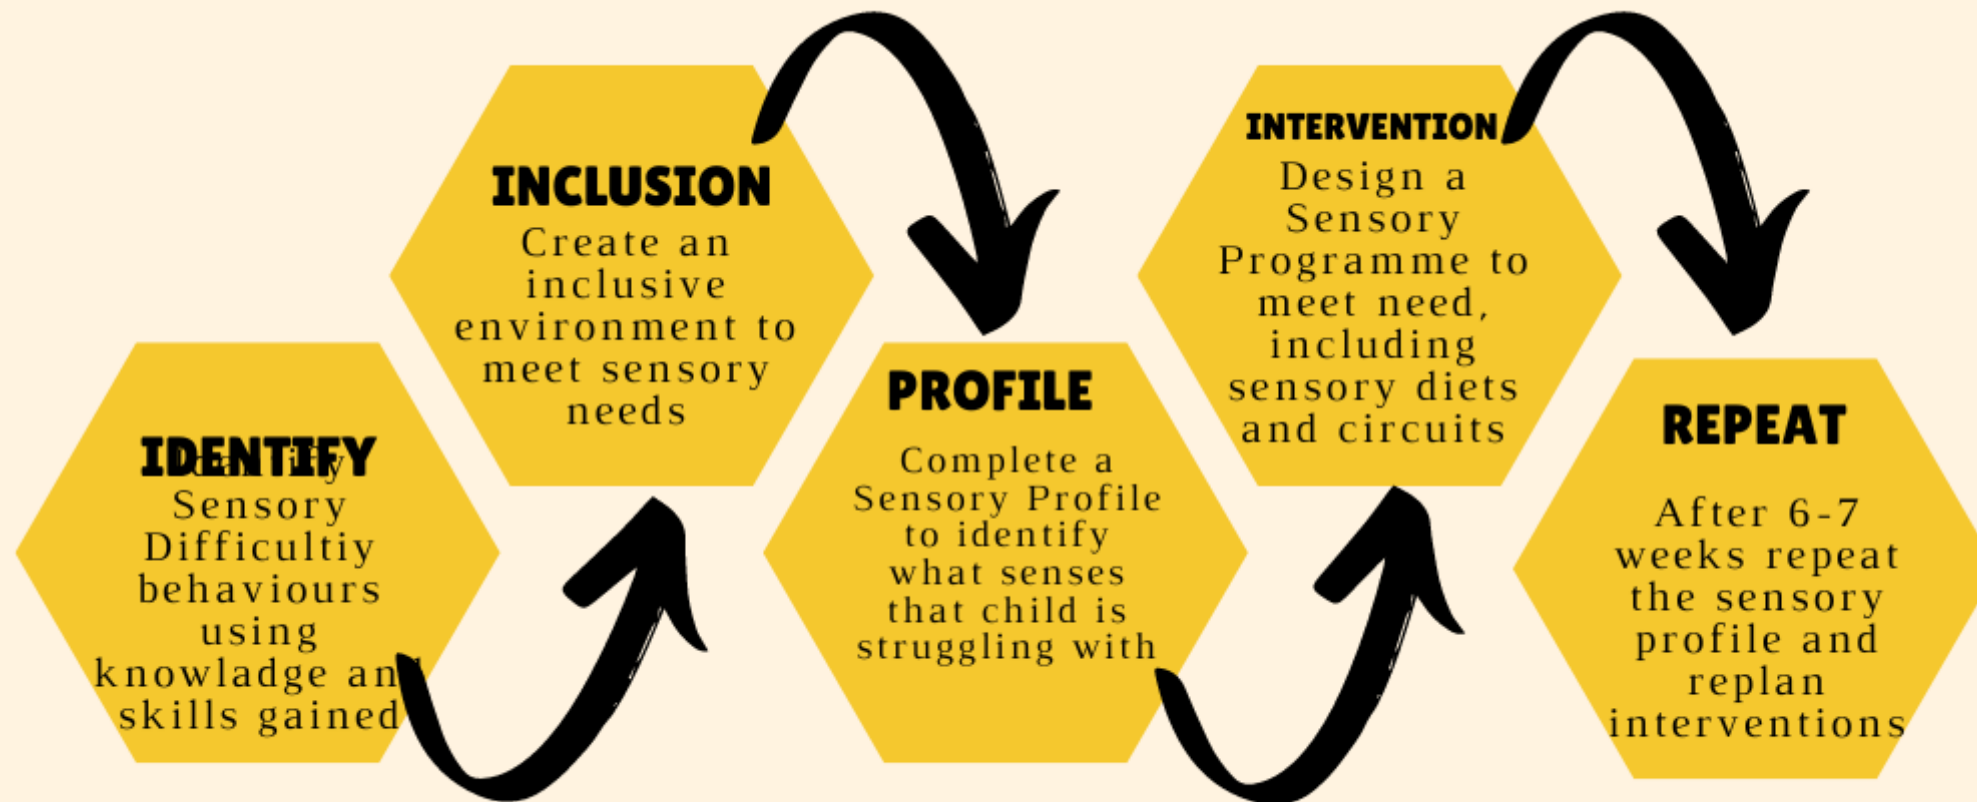 IDENTIFY
Identify
Sensory
Difficultiy
behaviours
using
knowladge an
skills gained
INCLUSION
Create an
inclusive
environment to
meet sensory
needs
PROFILE
Complete a
Sensory Profile
to identify
what senses
that child is
struggling with
INTERVENTION
Design a
Sensory
Programme to
meet need,
including
sensory diets
and circuits
REPEAT
After 6-7
weeks repeat
the sensory
profile and
replan
interventions